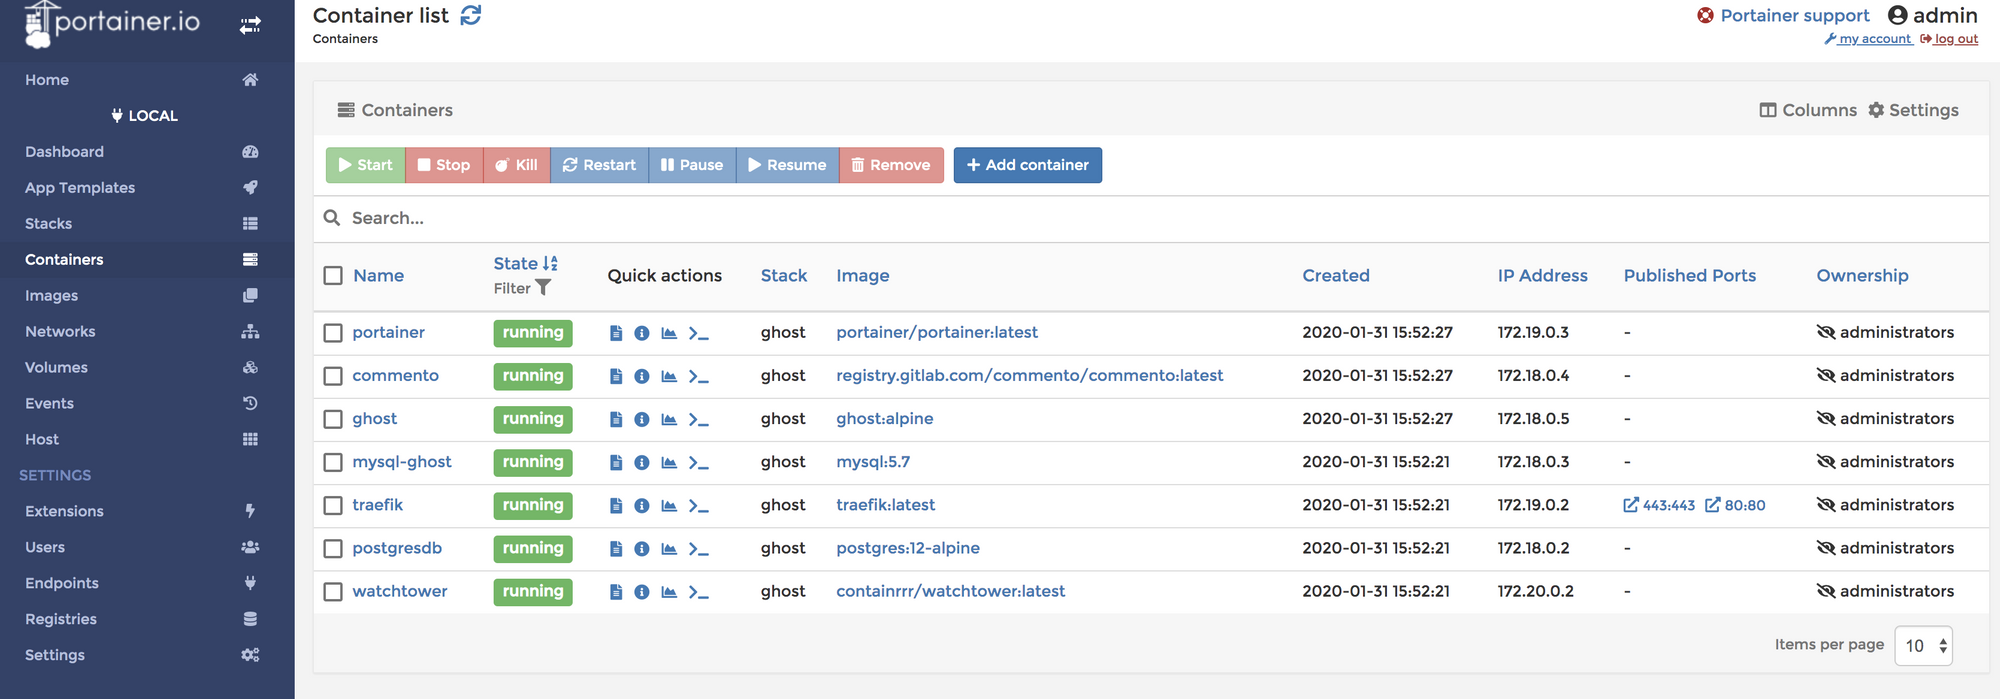 portainer.io
Home
LOCAL
Dashboard
App Templates
Stacks
Containers
Images
Networks
Volumes
Events
Host
SETTINGS
Extensions
Users
Endpoints
Registries
Settings
Container list
Containers
Portainer support admin
my account log out
Containers
Columns Settings
Start Stop Kill Restart Pause Resume Remove + Add container
Search...
Name State Filter Quick actions Stack Image Created IP Address Published Ports Ownership
portainer running ghost portainer/portainer:latest 2020-01-31 15:52:27 172.19.0.3 - administrators
commento running ghost registry.gitlab.com/commento/commento:latest 2020-01-31 15:52:27 172.18.0.4 - administrators
ghost running ghost ghost:alpine 2020-01-31 15:52:27 172.18.0.5 - administrators
mysql-ghost running ghost mysql:5.7 2020-01-31 15:52:21 172.18.0.3 - administrators
traefik running ghost traefik:latest 2020-01-31 15:52:21 172.19.0.2 443:443 80:80 administrators
postgresdb running ghost postgres:12-alpine 2020-01-31 15:52:21 172.18.0.2 - administrators
watchtower running ghost containrrr/watchtower:latest 2020-01-31 15:52:21 172.20.0.2 - administrators
Items per page 10